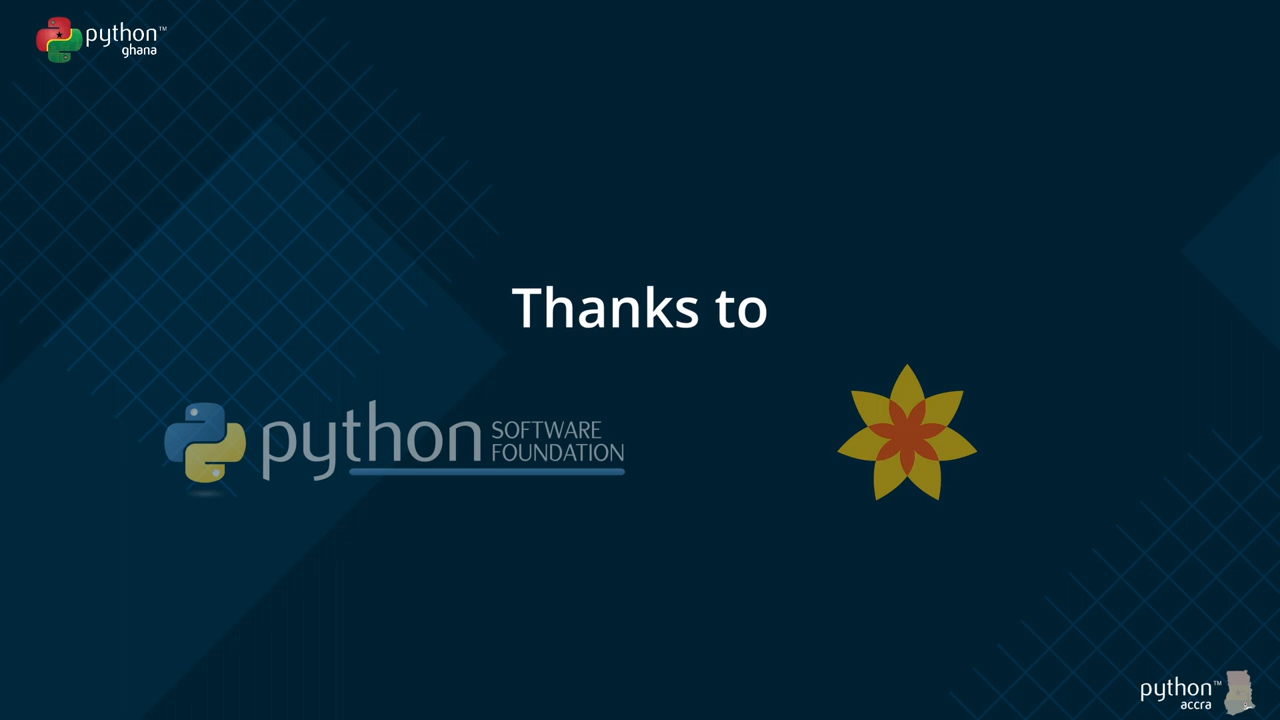 python™
ghana
Thanks to
python SOFTWARE
FOUNDATION
python™
accra